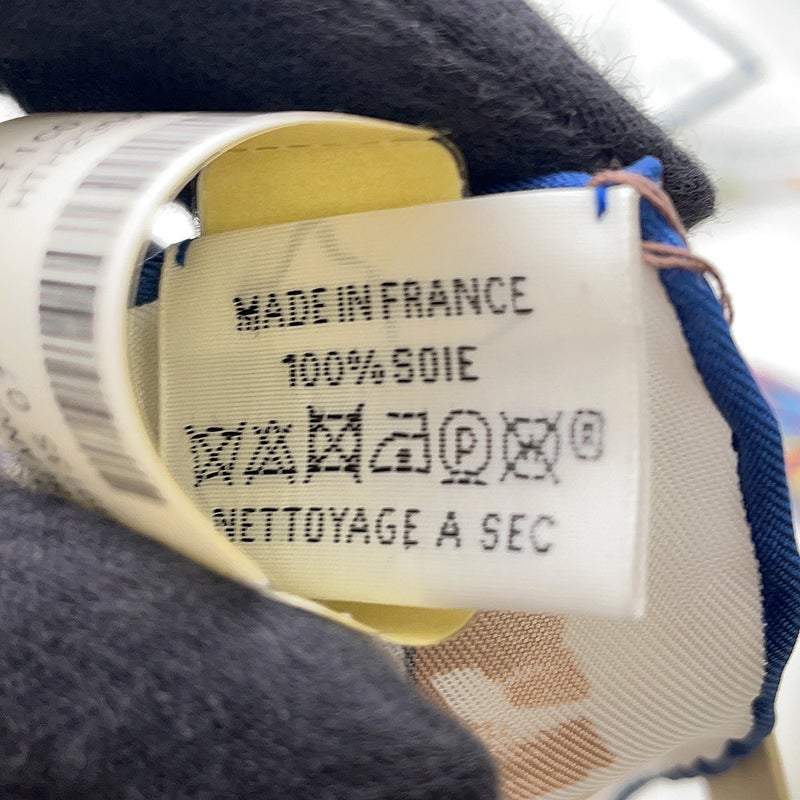 MADE IN FRANCE
100% SOIE
P ®
NETTOYAGE A SEC